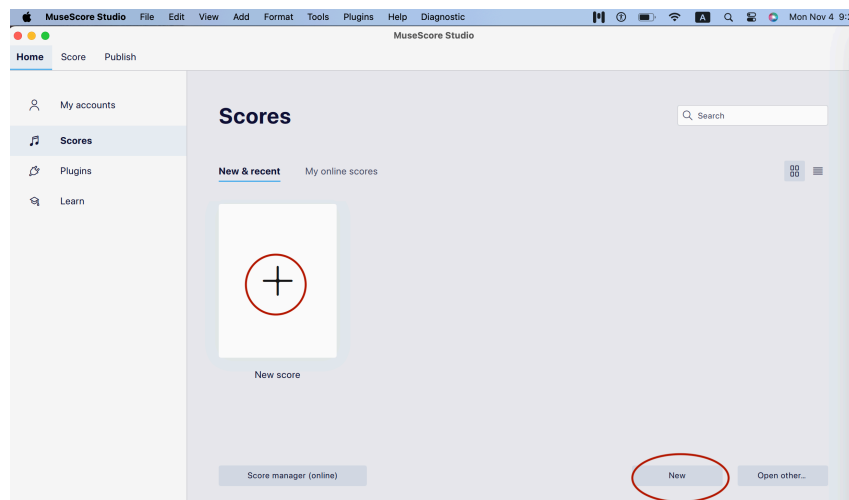 MuseScore Studio File Edit View Add Format Tools Plugins Help Diagnostic A Mon Nov 4
MuseScore Studio
Home Score Publish
My accounts
Scores
Plugins
Learn
Scores
Search
New & recent My online scores
New score
Score manager (online) New Open other...